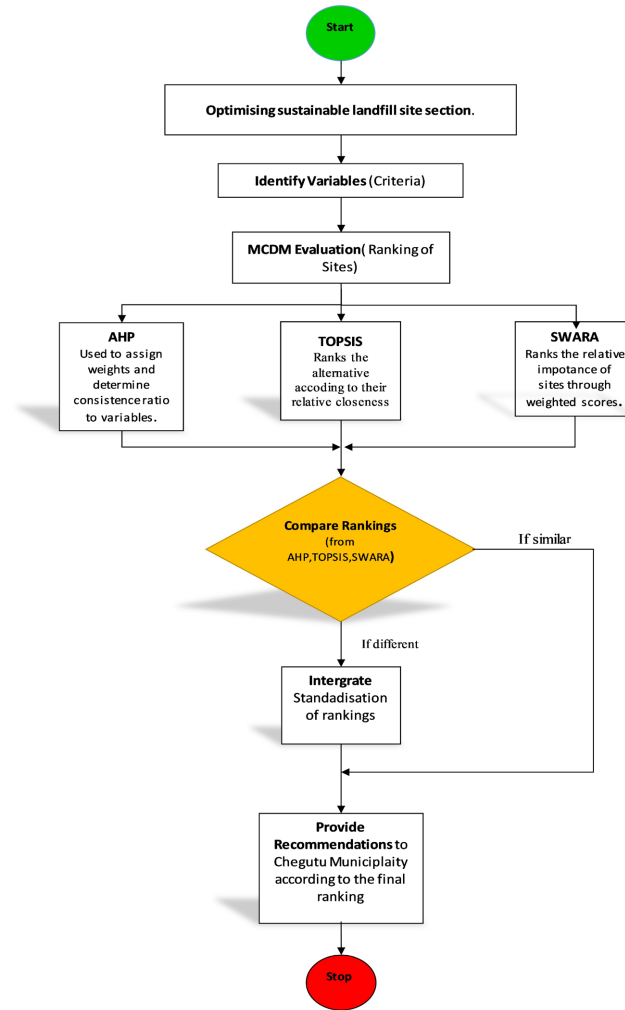 Start
Optimising sustainable landfill site section.
Identify Variables (Criteria)
MCDM Evaluation( Ranking of
Sites)
AHP
Used to assign
weights and
determine
consistence ratio
to variables.
TOPSIS
Ranks the
alternative
accoding to their
relative closeness
SWARA
Ranks the relative
impotance of
sites through
weighted scores.
Compare Rankings
(from
AHP,TOPSIS,SWARA)
If similar
If different
Intergrate
Standadisation
of rankings
Provide
Recommendations to
Chegutu Municiplaity
according to the final
ranking
Stop